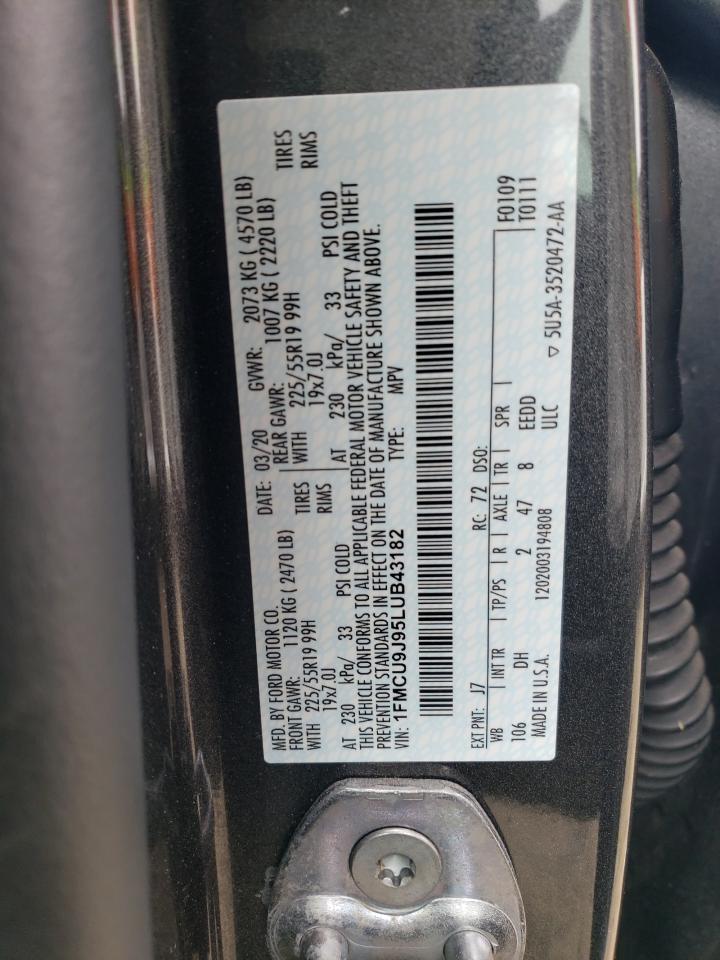 MFD. BY FORD MOTOR CO. DATE: 03/20 GVWR: 2073 KG ( 4570 LB)
FRONT GAWR: 1120 KG ( 2470 LB) REAR GAWR: 1007 KG ( 2220 LB)
WITH 225/55R19 99H TIRES WITH 225/55R19 99H TIRES
19x7.0J RIMS 19x7.0J RIMS
AT 230 kPa/ 33 PSI COLD AT 230 kPa/ 33 PSI COLD
THIS VEHICLE CONFORMS TO ALL APPLICABLE FEDERAL MOTOR VEHICLE SAFETY AND THEFT
PREVENTION STANDARDS IN EFFECT ON THE DATE OF MANUFACTURE SHOWN ABOVE.
VIN: 1FMCU9J95LUB43182 TYPE: MPV
EXT PNT: J7 RC: 72 DSO:
WB INT TR TP/PS R AXLE TR SPR F0109
106 DH 2 47 8 EEDD T0111
MADE IN U.S.A. 1202003194808 ULC ▽ 5U5A-3520472-AA